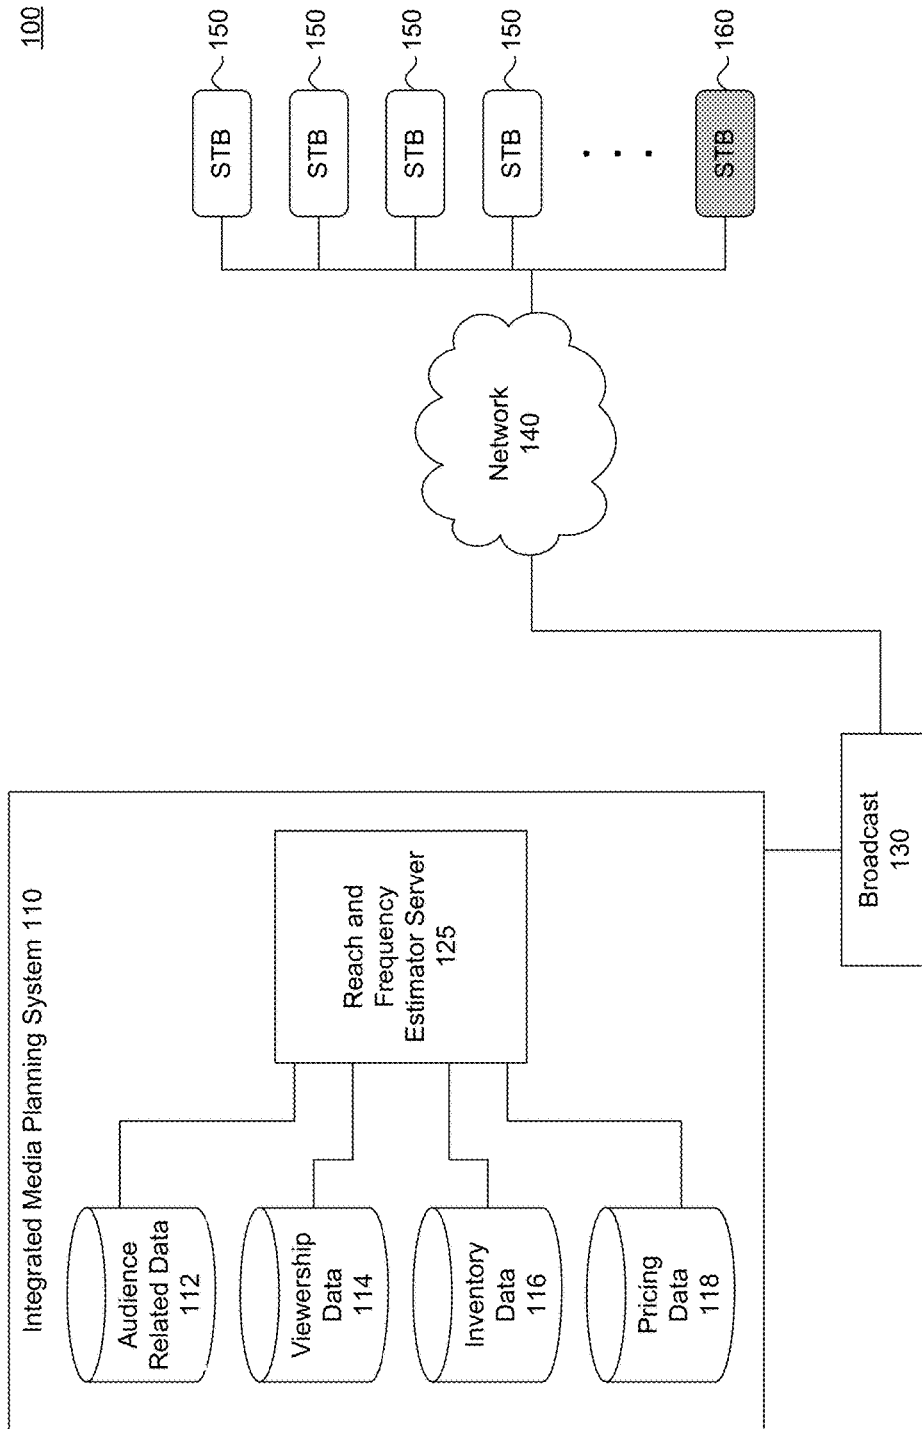 100
Integrated Media Planning System 110
Audience
Related Data
112
Viewership
Data
114
Inventory
Data
116
Pricing
Data
118
Reach and
Frequency
Estimator Server
125
Broadcast
130
Network
140
STB
150
STB
150
STB
150
STB
150
STB
160